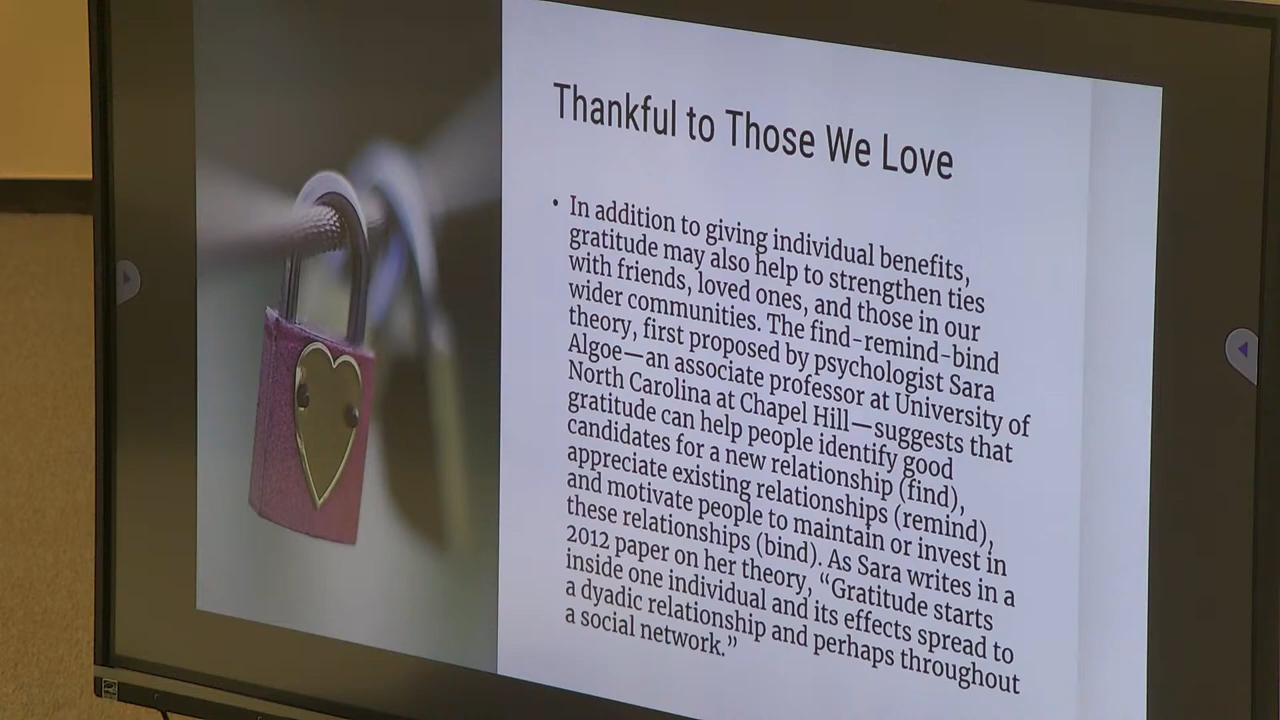 Thankful to Those We Love
• In addition to giving individual benefits,
gratitude may also help to strengthen ties
with friends, loved ones, and those in our
wider communities. The find-remind-bind
theory, first proposed by psychologist Sara
Algoe—an associate professor at University of
North Carolina at Chapel Hill—suggests that
gratitude can help people identify good
candidates for a new relationship (find),
appreciate existing relationships (remind),
and motivate people to maintain or invest in
these relationships (bind). As Sara writes in a
2012 paper on her theory, “Gratitude starts
inside one individual and its effects spread to
a dyadic relationship and perhaps throughout
a social network.”